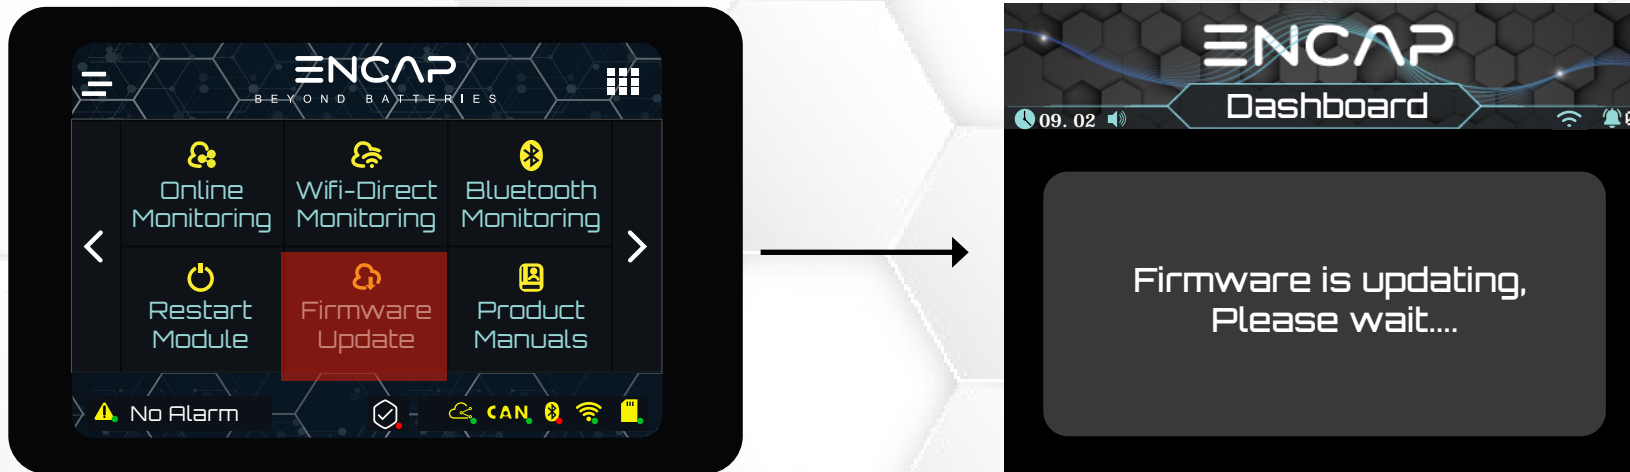 ENCAP
BEYOND BATTERIES
Online
Monitoring
Wifi-Direct
Monitoring
Bluetooth
Monitoring
Restart
Module
Firmware
Update
Product
Manuals
No Alarm
CAN
ENCAP
Dashboard
09. 02
Firmware is updating,
Please wait....